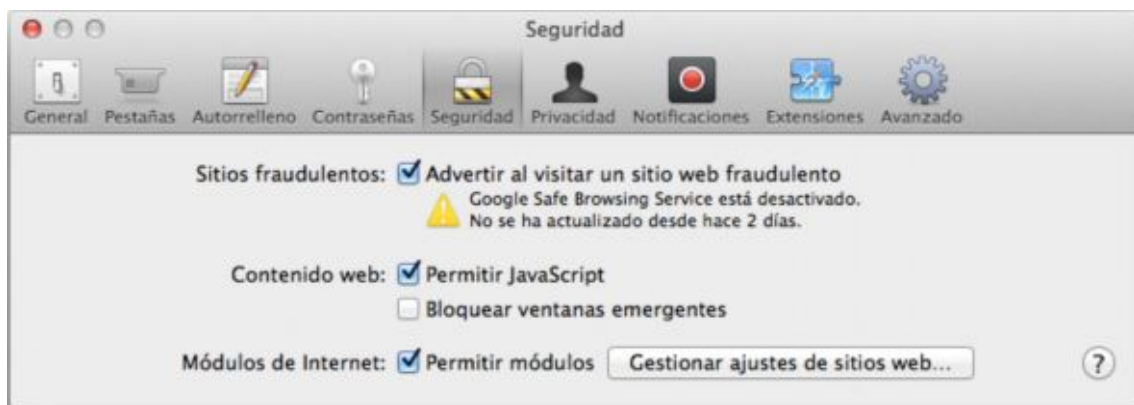 Seguridad
General Pestañas Autorrelleno Contraseñas Seguridad Privacidad Notificaciones Extensiones Avanzado
Sitios fraudulentos: Advertir al visitar un sitio web fraudulento
Google Safe Browsing Service está desactivado.
No se ha actualizado desde hace 2 días.
Contenido web: Permitir JavaScript
Bloquear ventanas emergentes
Módulos de Internet: Permitir módulos Gestionar ajustes de sitios web... ?